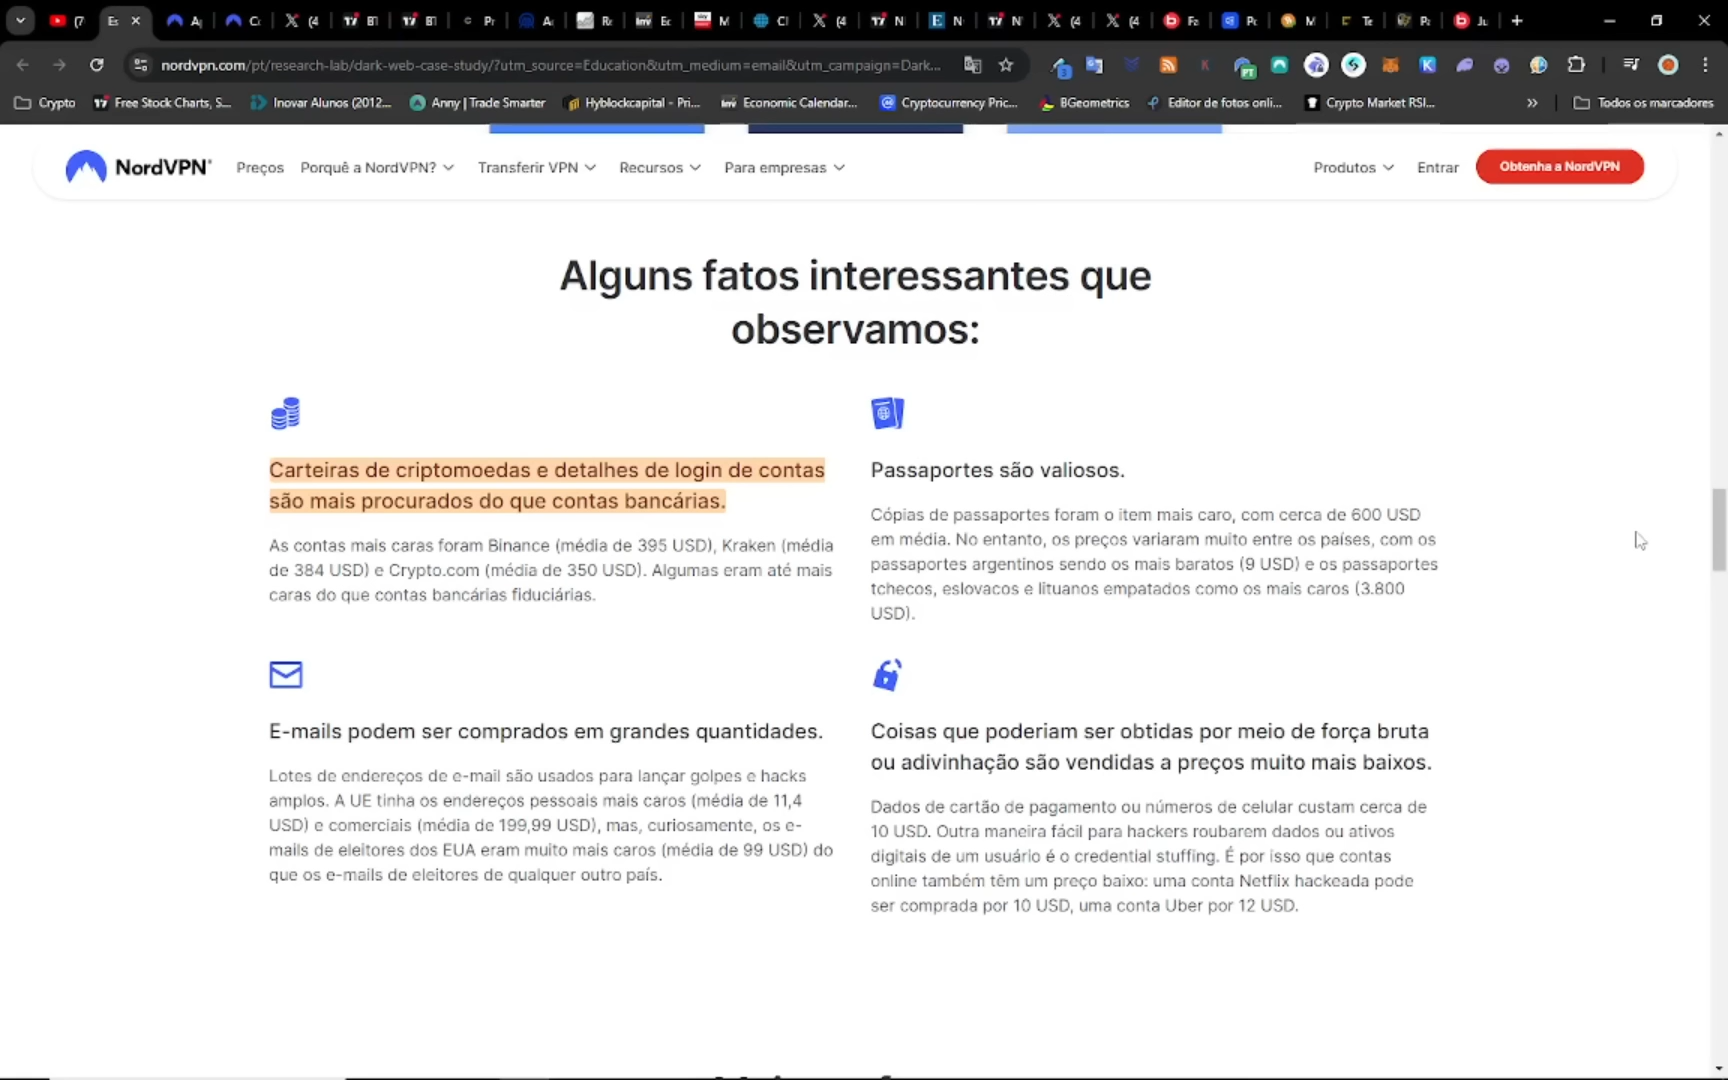 nordvpn.com/pt/research-lab/dark-web-case-study/?utm_source=Education&utm_medium=email&utm_campaign=Dark...
Crypto
Free Stock Charts, S...
Inovar Alunos (2012...
Anny | Trade Smarter
Hyblockcapital - Pri...
Economic Calendar...
Cryptocurrency Pric...
BGeometrics
Editor de fotos onli...
Crypto Market RSI...
Todos os marcadores
NordVPN®
Preços
Porquê a NordVPN?
Transferir VPN
Recursos
Para empresas
Produtos
Entrar
Obtenha a NordVPN
Alguns fatos interessantes que
observamos:
Carteiras de criptomoedas e detalhes de login de contas
são mais procurados do que contas bancárias.
As contas mais caras foram Binance (média de 395 USD), Kraken (média
de 384 USD) e Crypto.com (média de 350 USD). Algumas eram até mais
caras do que contas bancárias fiduciárias.
Passaportes são valiosos.
Cópias de passaportes foram o item mais caro, com cerca de 600 USD
em média. No entanto, os preços variaram muito entre os países, com os
passaportes argentinos sendo os mais baratos (9 USD) e os passaportes
tchecos, eslovacos e lituanos empatados como os mais caros (3.800
USD).
E-mails podem ser comprados em grandes quantidades.
Lotes de endereços de e-mail são usados para lançar golpes e hacks
amplos. A UE tinha os endereços pessoais mais caros (média de 11,4
USD) e comerciais (média de 199,99 USD), mas, curiosamente, os e-
mails de eleitores dos EUA eram muito mais caros (média de 99 USD) do
que os e-mails de eleitores de qualquer outro país.
Coisas que poderiam ser obtidas por meio de força bruta
ou adivinhação são vendidas a preços muito mais baixos.
Dados de cartão de pagamento ou números de celular custam cerca de
10 USD. Outra maneira fácil para hackers roubarem dados ou ativos
digitais de um usuário é o credential stuffing. É por isso que contas
online também têm um preço baixo: uma conta Netflix hackeada pode
ser comprada por 10 USD, uma conta Uber por 12 USD.